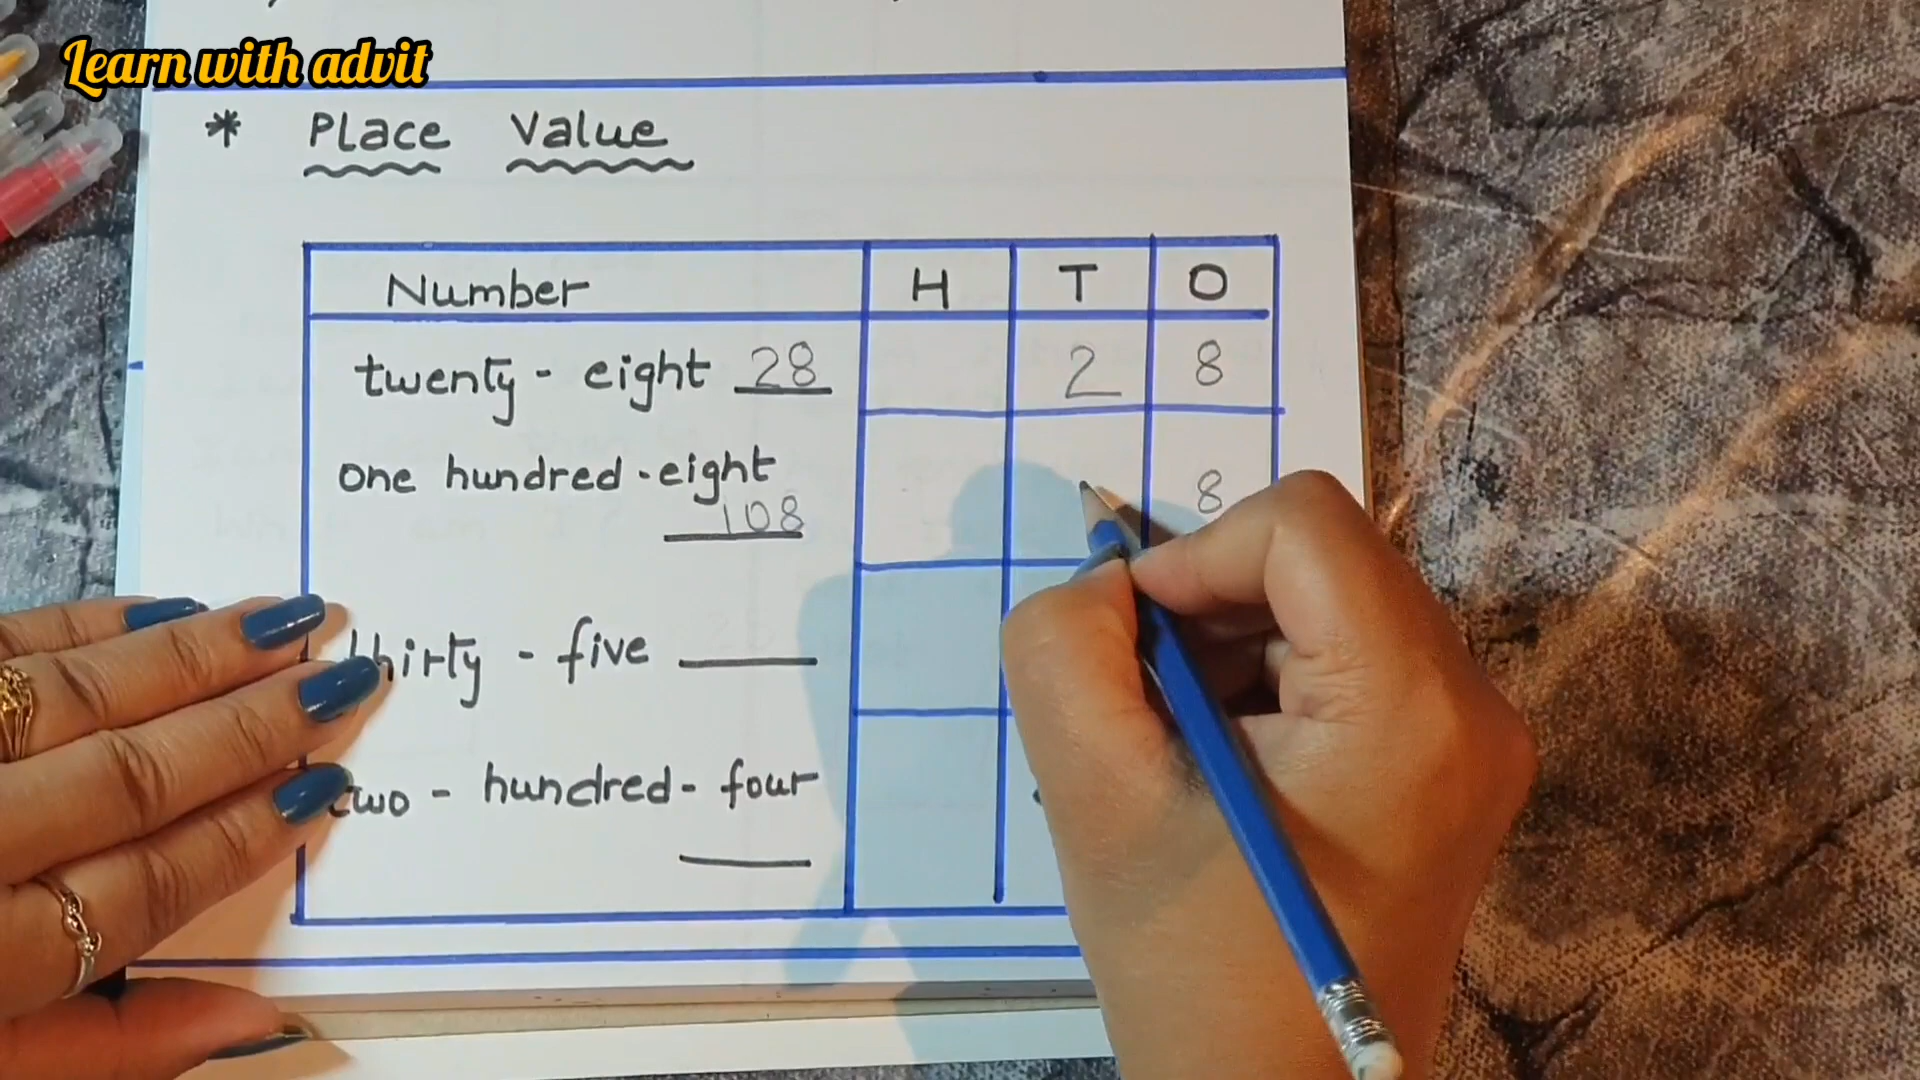 Learn with advit
* Place Value
Number H T O
twenty - eight 28 2 8
one hundred - eight 8
108
thirty - five
two - hundred - four